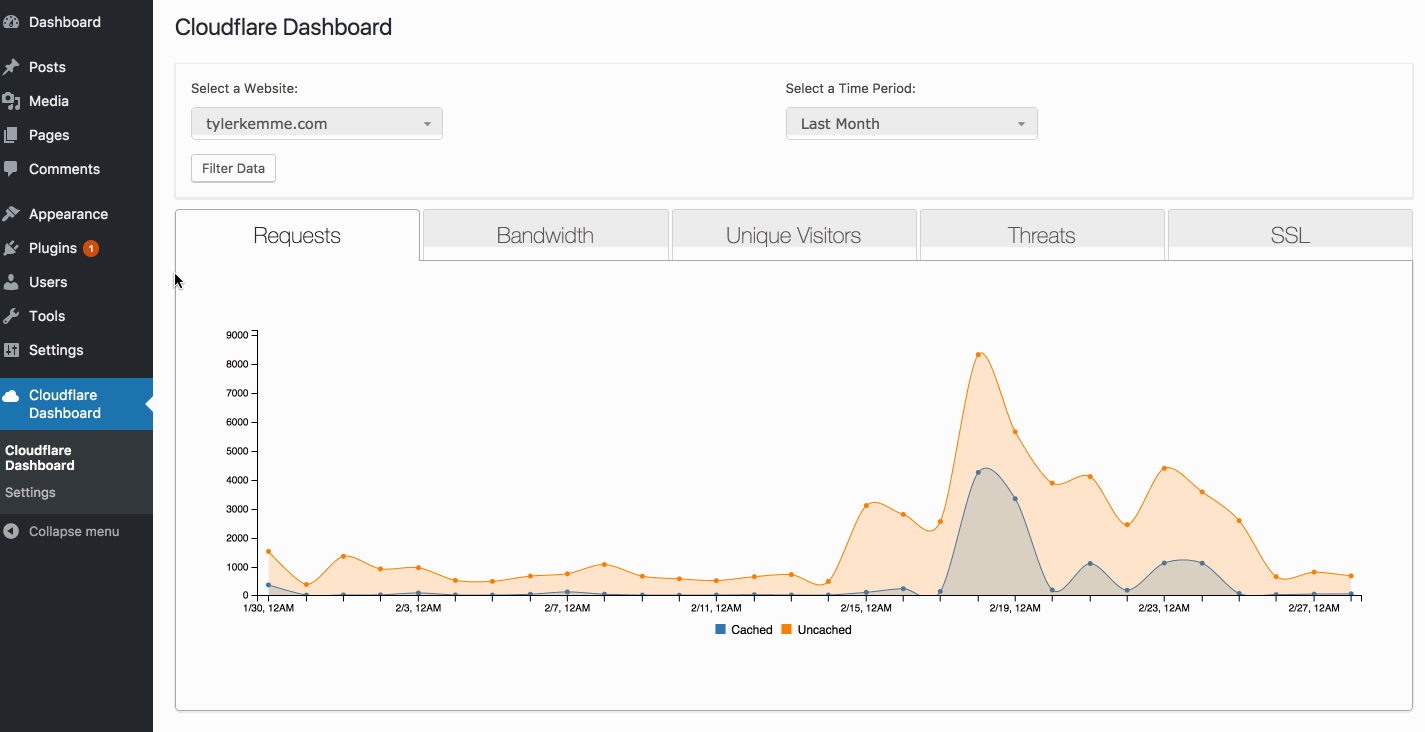 Dashboard
Posts
Media
Pages
Comments
Appearance
Plugins 1
Users
Tools
Settings
Cloudflare
Dashboard
Cloudflare
Dashboard
Settings
Collapse menu
Cloudflare Dashboard
Select a Website:
Select a Time Period:
tylerkemme.com
Last Month
Filter Data
Requests
Bandwidth
Unique Visitors
Threats
SSL
9000
8000
7000
6000
5000
4000
3000
2000
1000
0
1/30, 12AM
2/3, 12AM
2/7, 12AM
2/11, 12AM
2/15, 12AM
2/19, 12AM
2/23, 12AM
2/27, 12AM
Cached
Uncached